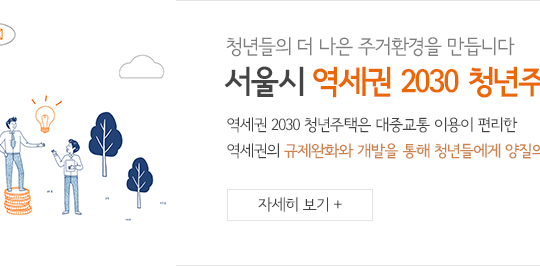 청년들의 더 나은 주거환경을 만듭니다
서울시 역세권 2030 청년주
역세권 2030 청년주택은 대중교통 이용이 편리한
역세권의 규제완화와 개발을 통해 청년들에게 양질의
자세히 보기 +